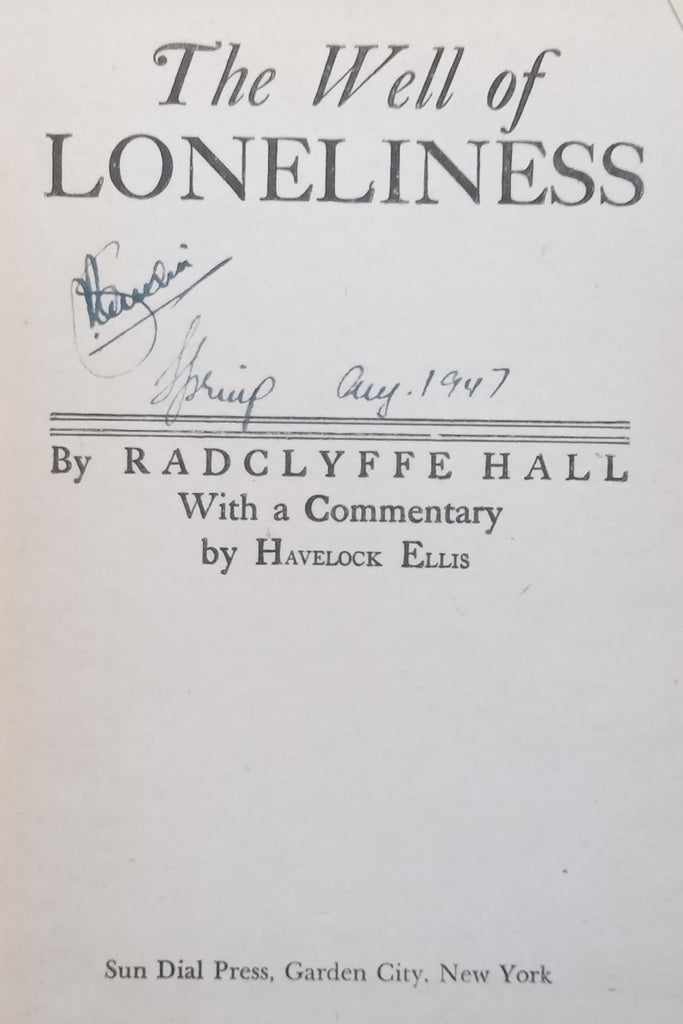 The Well of
LONELINESS
Spring Aug. 1947
By RADCLYFFE HALL
With a Commentary
by HAVELOCK ELLIS
Sun Dial Press, Garden City, New York